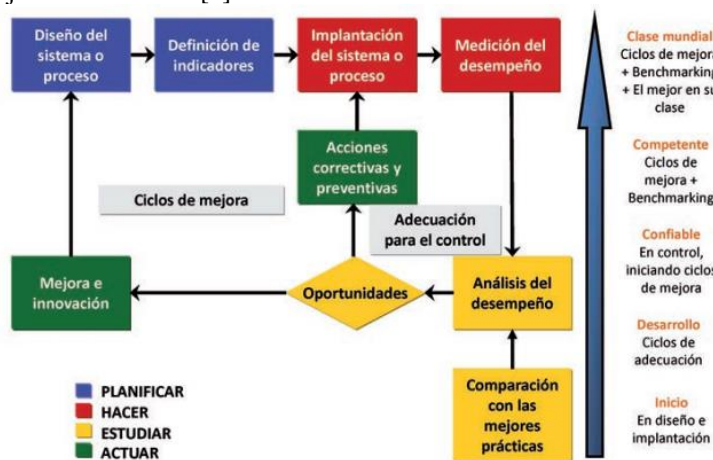 Diseño del
sistema o
proceso
Definición de
indicadores
Implantación
del sistema o
proceso
Medición del
desempeño
Acciones
correctivas y
preventivas
Ciclos de mejora
Adecuación
para el control
Mejora e
innovación
Oportunidades
Análisis del
desempeño
Comparación
con las
mejores
prácticas
PLANIFICAR
HACER
ESTUDIAR
ACTUAR
Clase mundial
Ciclos de mejora
+ Benchmarking
+ El mejor en su
clase
Competente
Ciclos de
mejora +
Benchmarking
Confiable
En control,
iniciando ciclos
de mejora
Desarrollo
Ciclos de
adecuación
Inicio
En diseño e
implantación